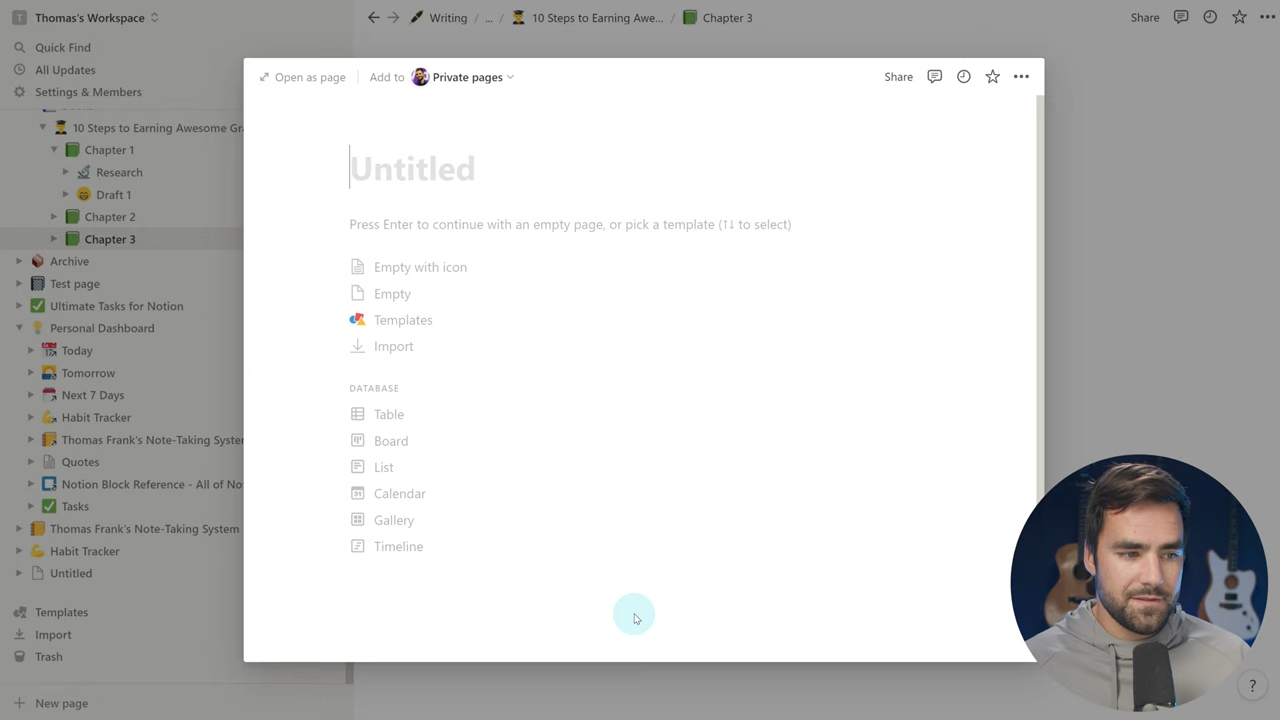 T Thomas's Workspace
Quick Find
All Updates
Settings & Members
10 Steps to Earning Awesome Gra
Chapter 1
Research
Draft 1
Chapter 2
Chapter 3
Archive
Test page
Ultimate Tasks for Notion
Personal Dashboard
Today
Tomorrow
Next 7 Days
Habit Tracker
Thomas Frank's Note-Taking System
Quotes
Notion Block Reference - All of No
Tasks
Thomas Frank's Note-Taking System
Habit Tracker
Untitled
Templates
Import
Trash
New page
Writing / ... / 10 Steps to Earning Awe... / Chapter 3
Share
Open as page
Add to Private pages
Share
Untitled
Press Enter to continue with an empty page, or pick a template (↑↓ to select)
Empty with icon
Empty
Templates
Import
DATABASE
Table
Board
List
31 Calendar
Gallery
Timeline
?